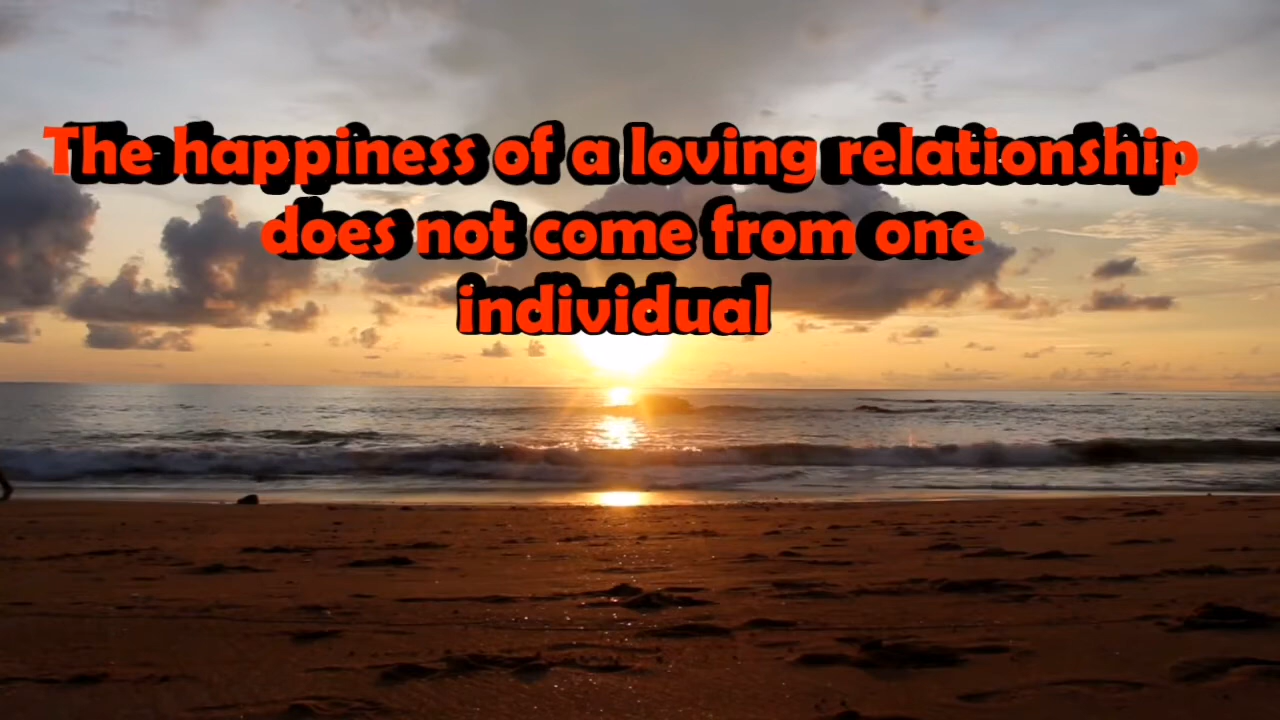 The happiness of a loving relationship
does not come from one
individual